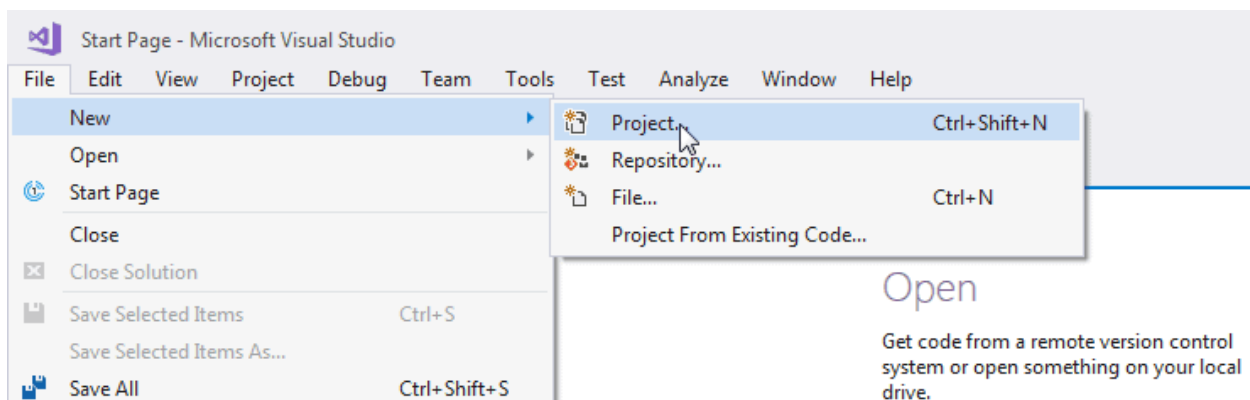 Start Page - Microsoft Visual Studio
File Edit View Project Debug Team Tools Test Analyze Window Help
New
Open
Start Page
Close
Close Solution
Save Selected Items Ctrl+S
Save Selected Items As...
Save All Ctrl+Shift+S
Project... Ctrl+Shift+N
Repository...
File... Ctrl+N
Project From Existing Code...
Open
Get code from a remote version control
system or open something on your local
drive.